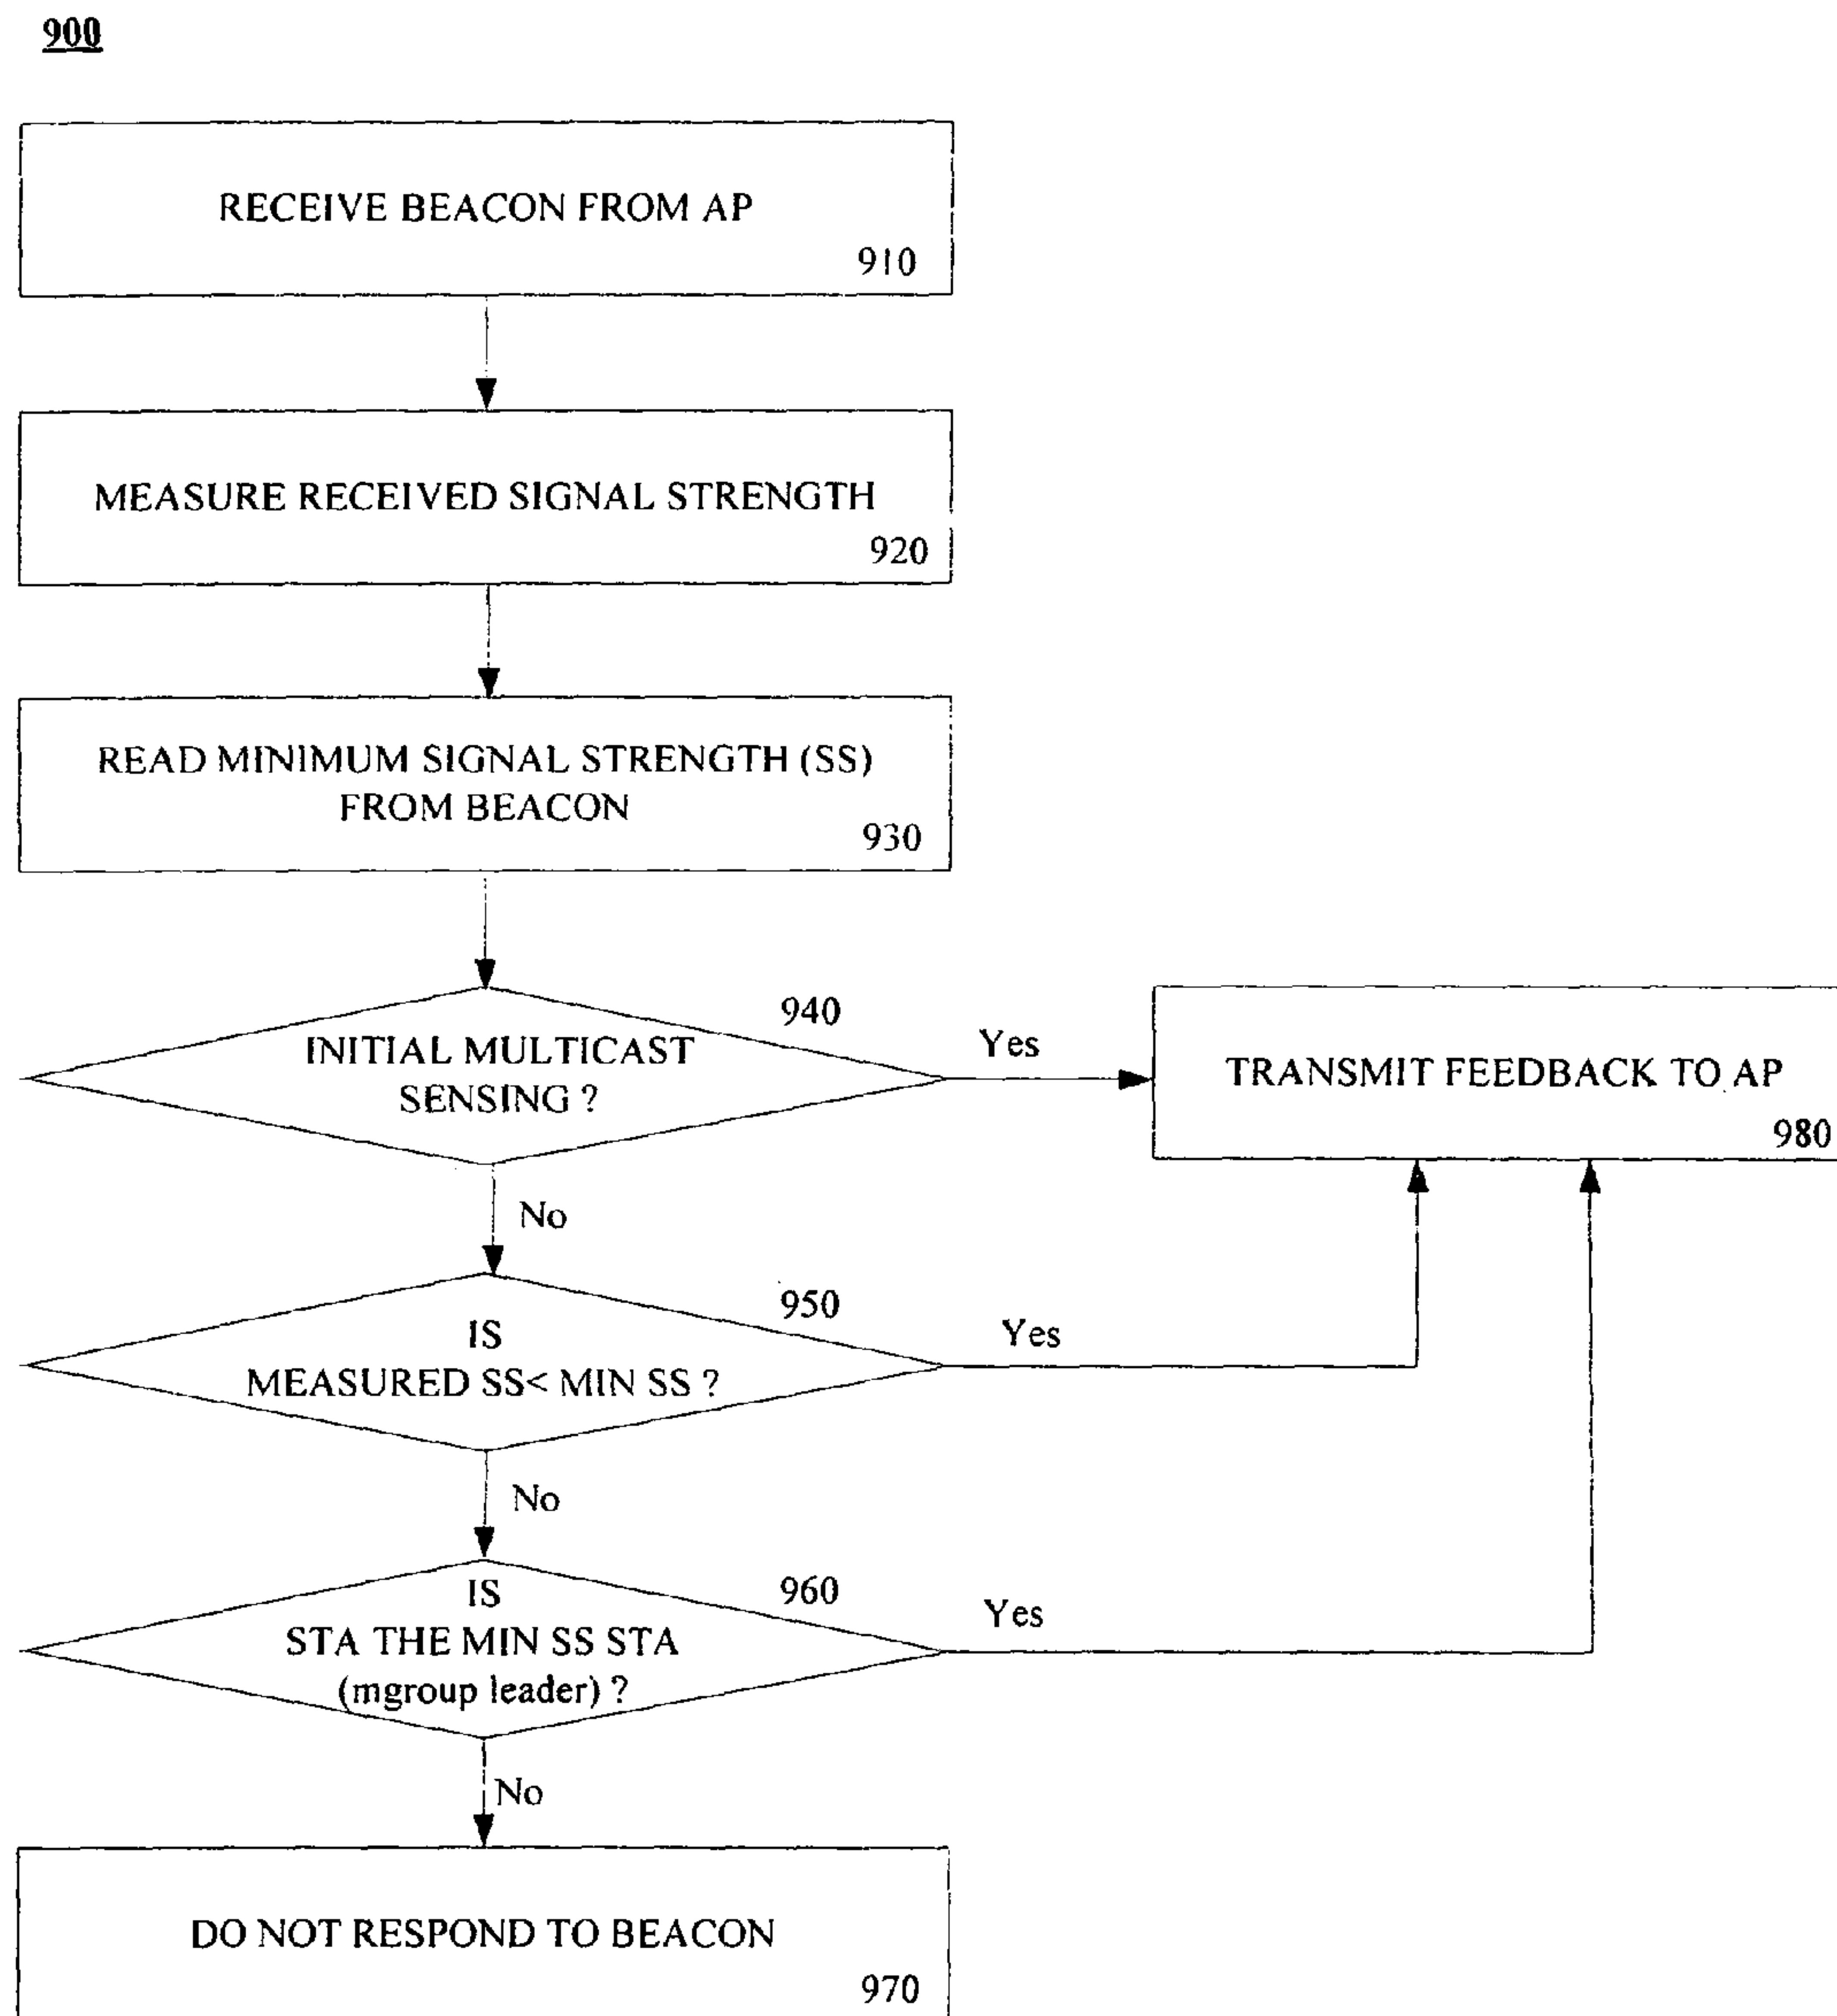 900
RECEIVE BEACON FROM AP
910
MEASURE RECEIVED SIGNAL STRENGTH
920
READ MINIMUM SIGNAL STRENGTH (SS)
FROM BEACON
930
940
INITIAL MULTICAST
SENSING ?
Yes
TRANSMIT FEEDBACK TO AP
980
No
950
IS
MEASURED SS< MIN SS ?
Yes
No
960
IS
STA THE MIN SS STA
(mgroup leader) ?
Yes
No
DO NOT RESPOND TO BEACON
970